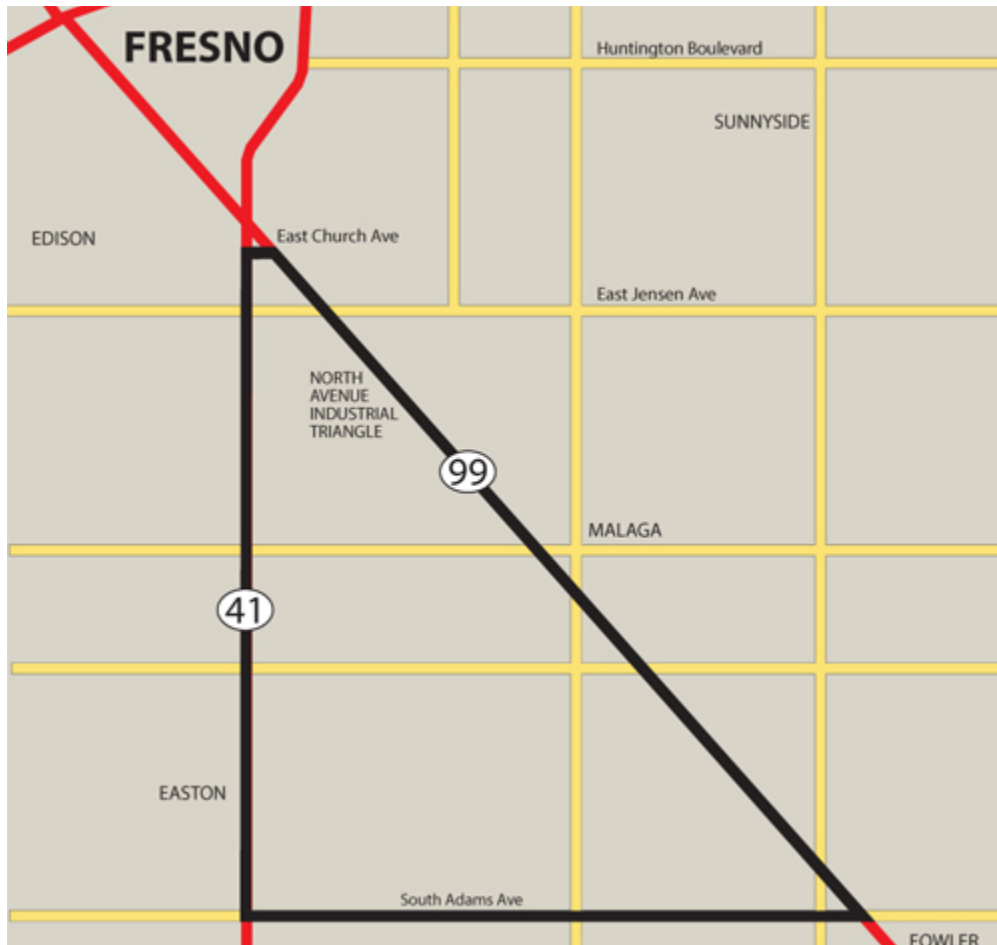 FRESNO
Huntington Boulevard
SUNNYSIDE
EDISON
East Church Ave
East Jensen Ave
NORTH
AVENUE
INDUSTRIAL
TRIANGLE
99
MALAGA
41
EASTON
South Adams Ave
FOWLER